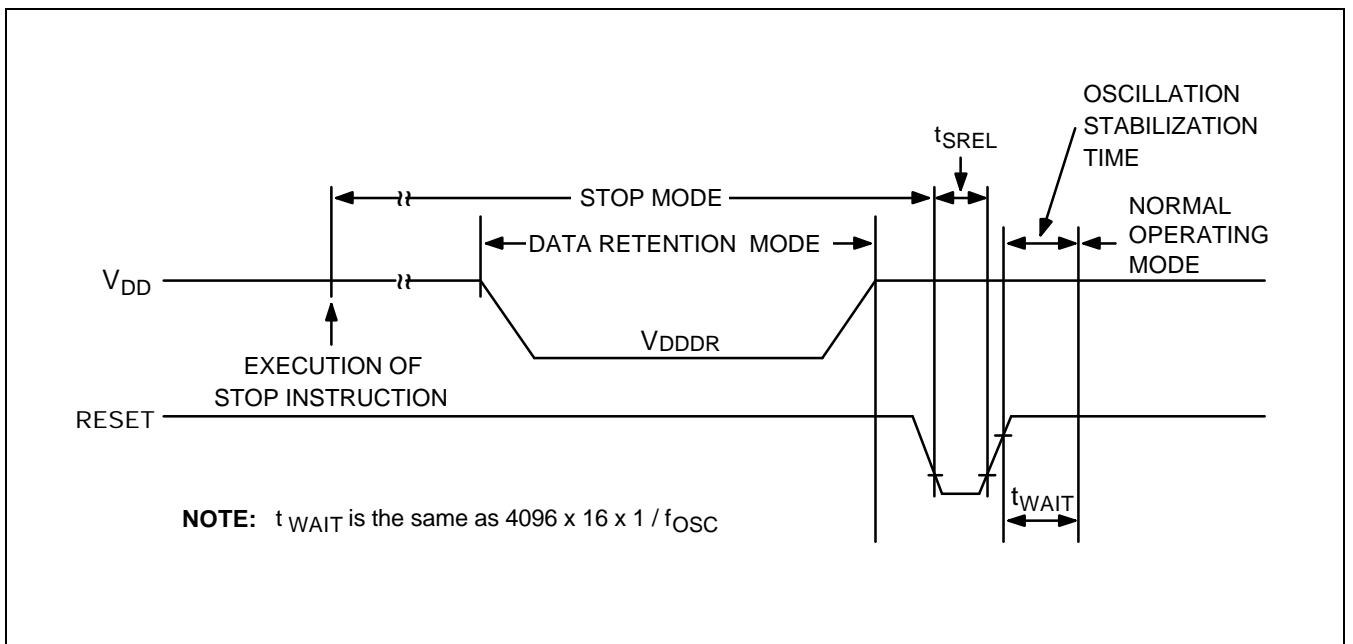 OSCILLATION
STABILIZATION
TIME
tSREL
STOP MODE
NORMAL
OPERATING
MODE
DATA RETENTION MODE
VDD
VDDDR
EXECUTION OF
STOP INSTRUCTION
RESET
tWAIT
NOTE: t WAIT is the same as 4096 x 16 x 1 / fOSC